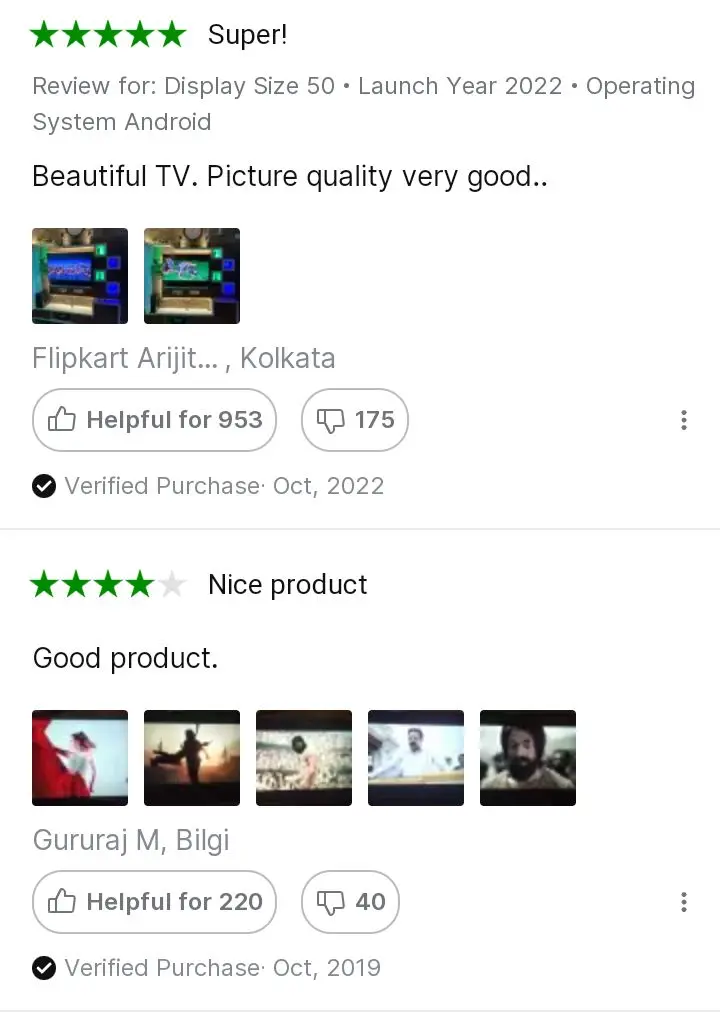 Super!
Review for: Display Size 50 • Launch Year 2022 • Operating
System Android
Beautiful TV. Picture quality very good..
Flipkart Arijit... , Kolkata
Helpful for 953 175
Verified Purchase· Oct, 2022
Nice product
Good product.
Gururaj M, Bilgi
Helpful for 220 40
Verified Purchase· Oct, 2019